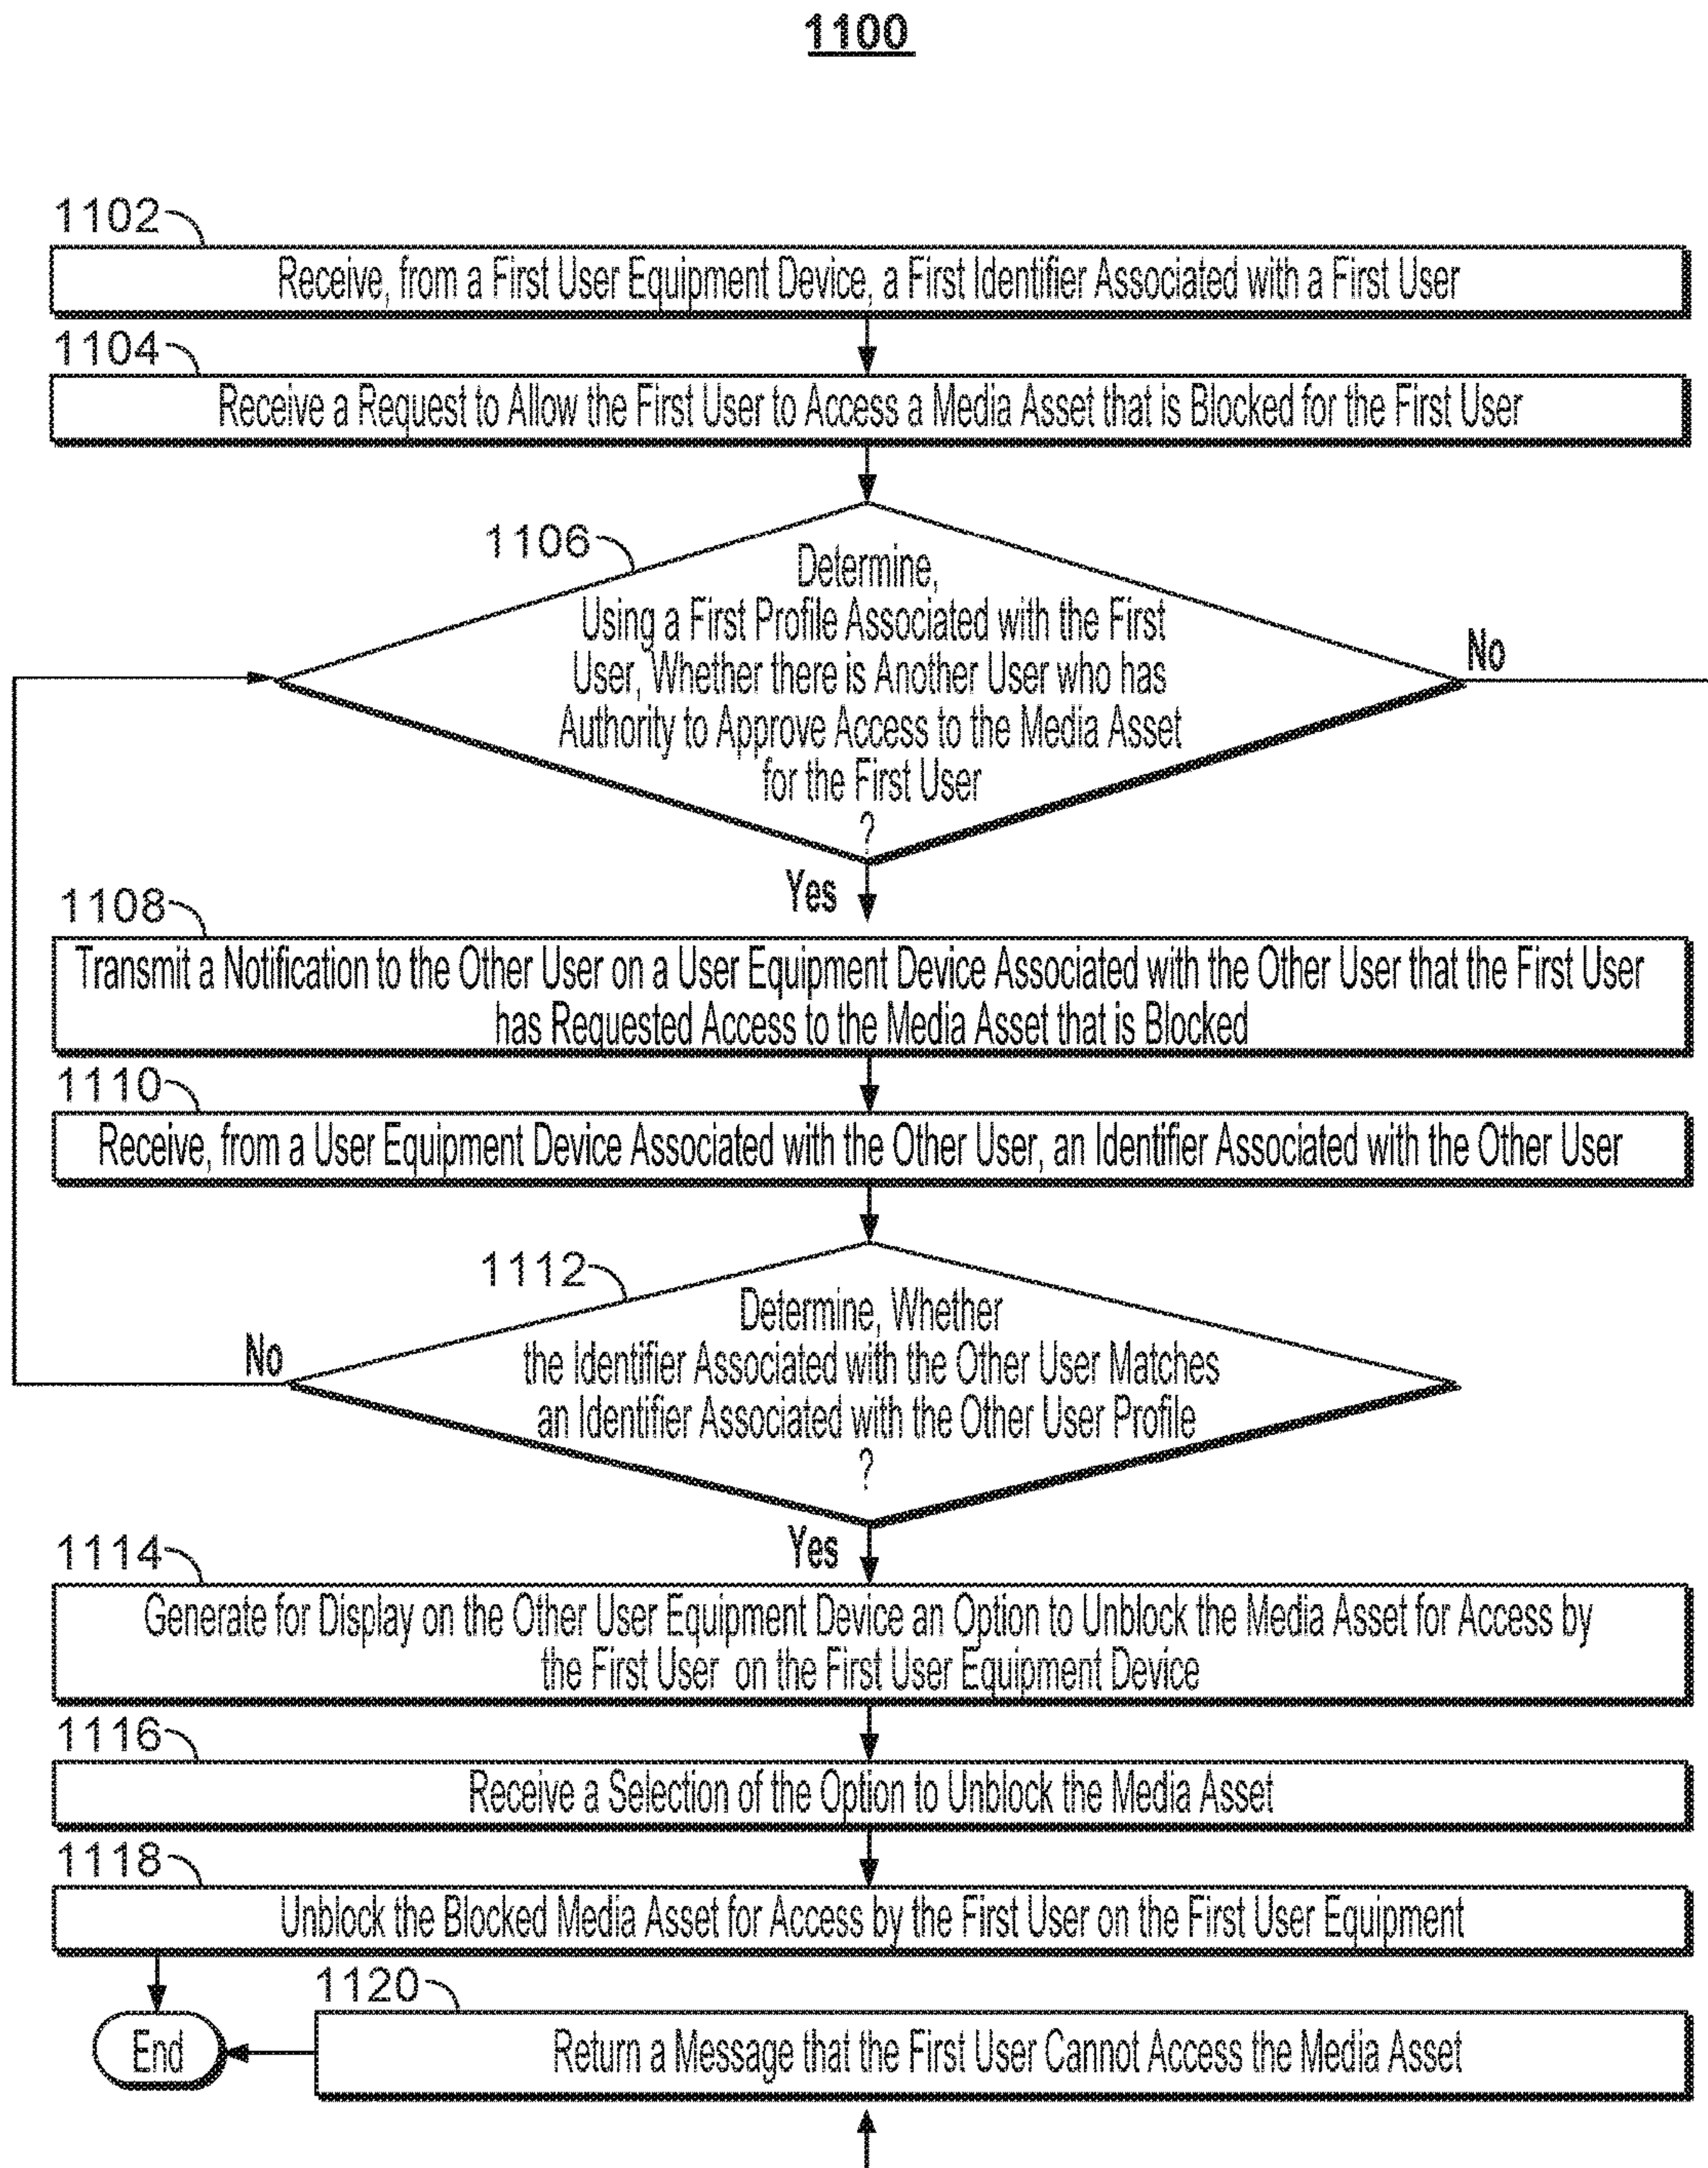 1100
1102
Receive, from a First User Equipment Device, a First Identifier Associated with a First User
1104
Receive a Request to Allow the First User to Access a Media Asset that is Blocked for the First User
1106
Determine,
Using a First Profile Associated with the First
User, Whether there is Another User who has
Authority to Approve Access to the Media Asset
for the First User
?
No
Yes
1108
Transmit a Notification to the Other User on a User Equipment Device Associated with the Other User that the First User
has Requested Access to the Media Asset that is Blocked
1110
Receive, from a User Equipment Device Associated with the Other User, an Identifier Associated with the Other User
1112
Determine, Whether
the Identifier Associated with the Other User Matches
an Identifier Associated with the Other User Profile
?
No
Yes
1114
Generate for Display on the Other User Equipment Device an Option to Unblock the Media Asset for Access by
the First User on the First User Equipment Device
1116
Receive a Selection of the Option to Unblock the Media Asset
1118
Unblock the Blocked Media Asset for Access by the First User on the First User Equipment
1120
End
Return a Message that the First User Cannot Access the Media Asset